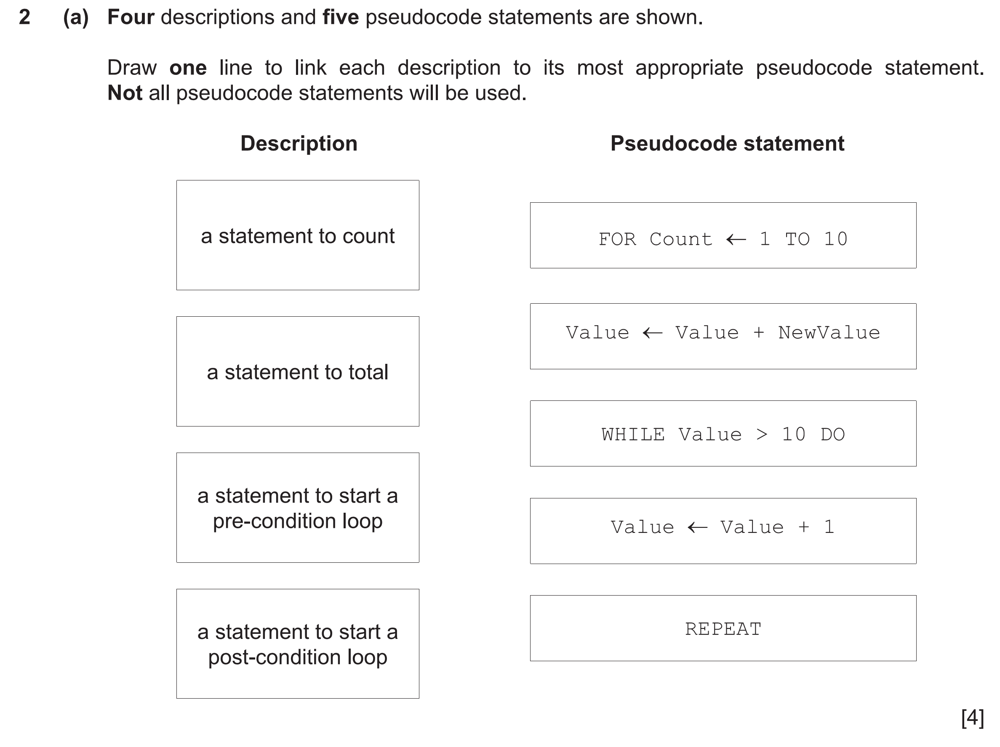 2 (a) Four descriptions and five pseudocode statements are shown.
Draw one line to link each description to its most appropriate pseudocode statement.
Not all pseudocode statements will be used.
Description
Pseudocode statement
a statement to count
a statement to total
a statement to start a
pre-condition loop
a statement to start a
post-condition loop
FOR Count ← 1 TO 10
Value ← Value + NewValue
WHILE Value > 10 DO
Value ← Value + 1
REPEAT
[4]